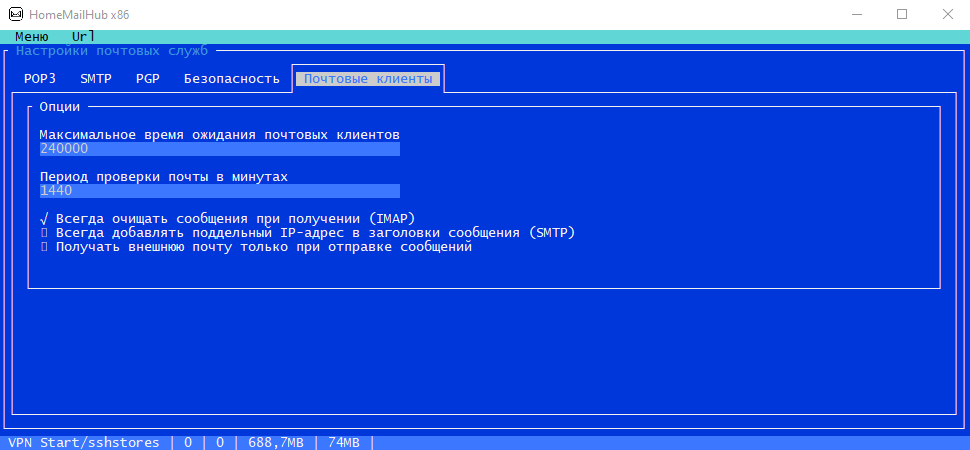 HomeMailHub x86
Меню Url
Настройки почтовых служб
POP3 SMTP PGP Безопасность Почтовые клиенты
Опции
Максимальное время ожидания почтовых клиентов
240000
Период проверки почты в минутах
1440
√ Всегда очищать сообщения при получении (IMAP)
▯ Всегда добавлять поддельный IP-адрес в заголовки сообщения (SMTP)
▯ Получать внешнюю почту только при отправке сообщений
VPN Start/sshstores | 0 | 0 | 688,7MB | 74MB |